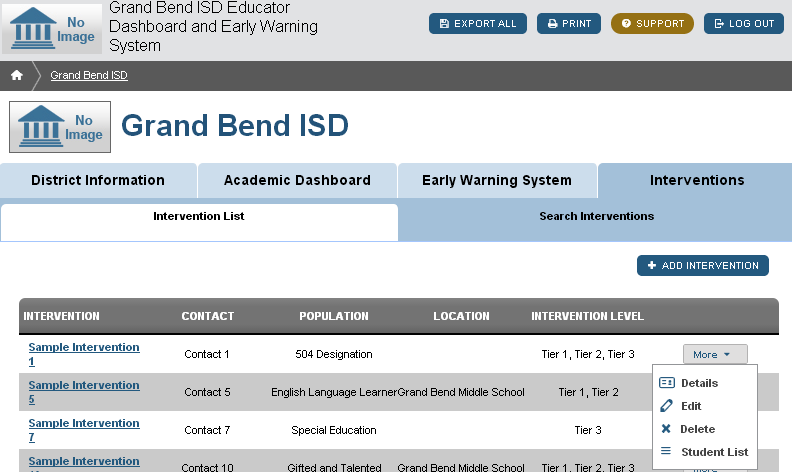 No
Image
Grand Bend ISD Educator
Dashboard and Early Warning
System
EXPORT ALL
PRINT
SUPPORT
LOG OUT
Grand Bend ISD
No
Image
Grand Bend ISD
District Information
Academic Dashboard
Early Warning System
Interventions
Intervention List
Search Interventions
ADD INTERVENTION
INTERVENTION CONTACT POPULATION LOCATION INTERVENTION LEVEL
Sample Intervention
1
Contact 1 504 Designation Tier 1, Tier 2, Tier 3 More
Sample Intervention
5
Contact 5 English Language Learner Grand Bend Middle School Tier 1, Tier 2
Sample Intervention
7
Contact 7 Special Education Tier 3
Sample Intervention
Contact 10 Gifted and Talented Grand Bend Middle School Tier 1, Tier 2, Tier 3
Details
Edit
Delete
Student List